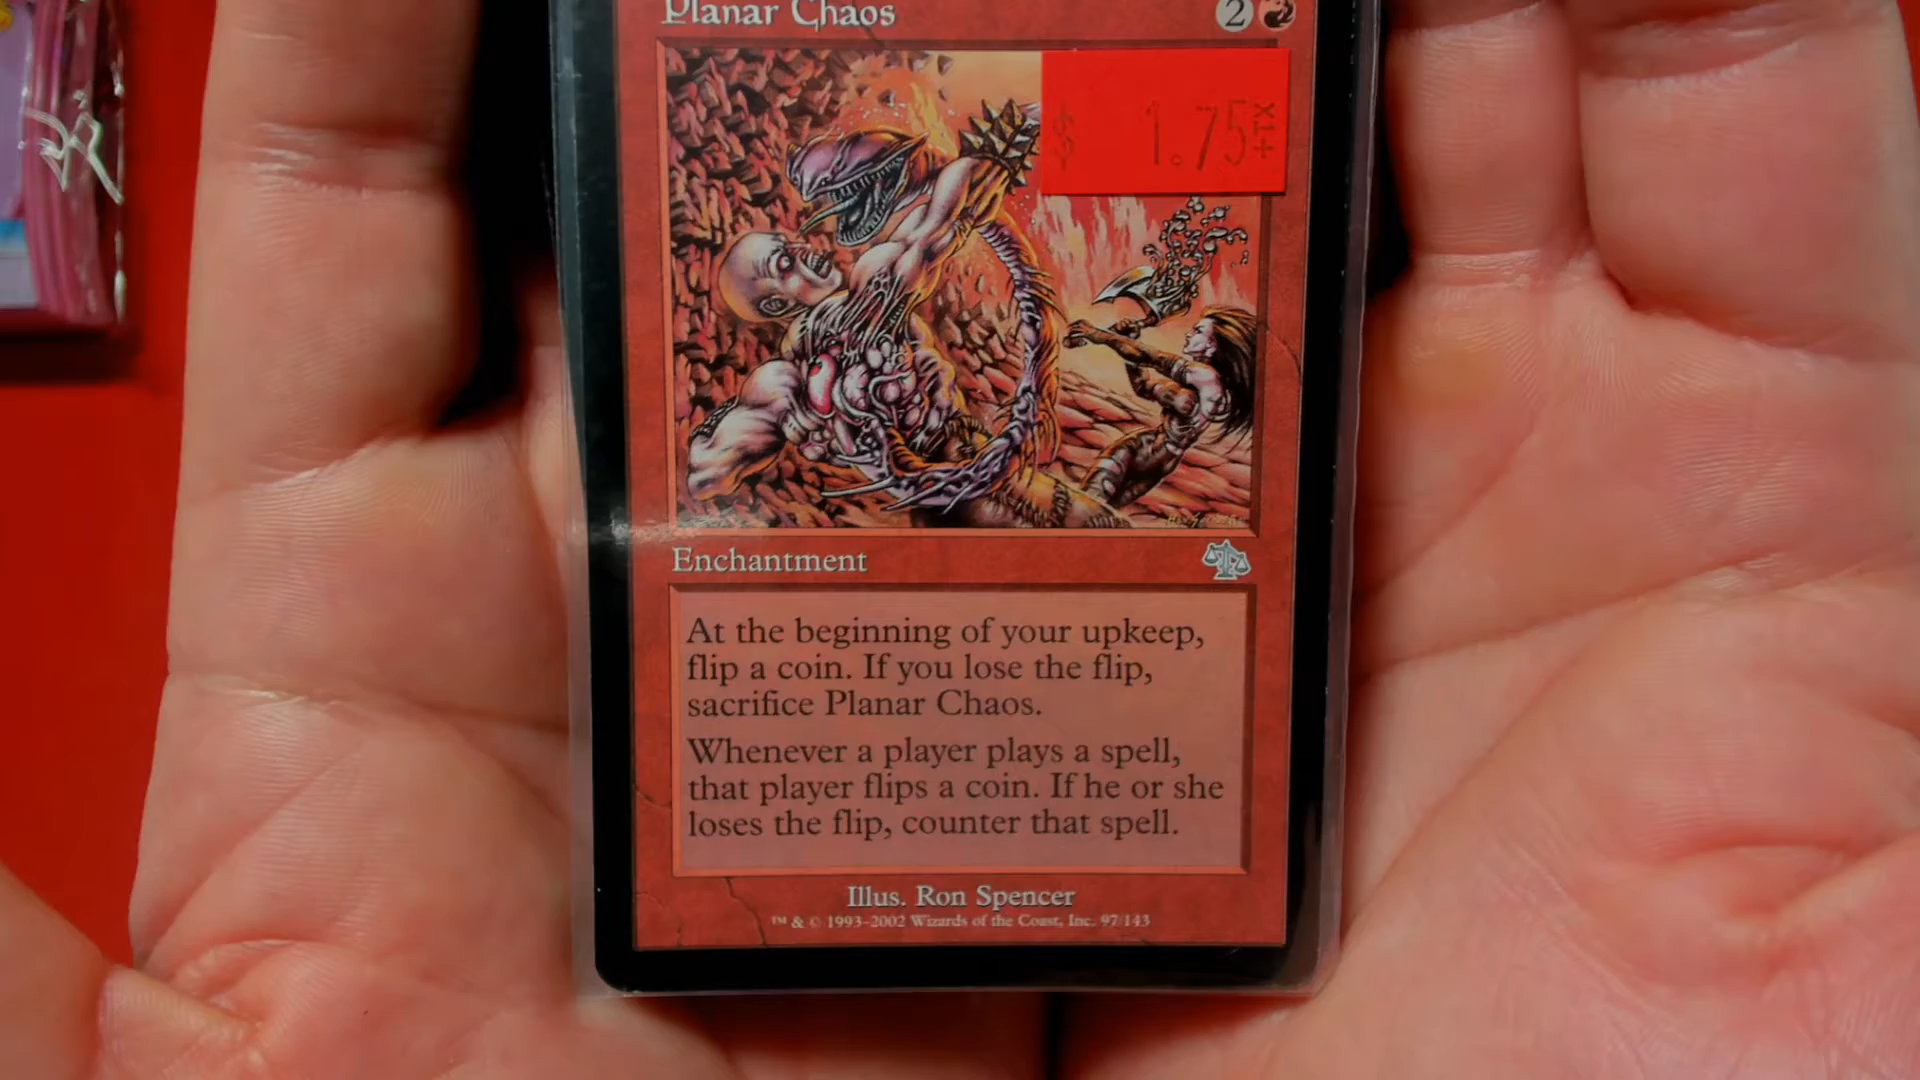 Planar Chaos 2
$ 1.75 +TX
Enchantment
At the beginning of your upkeep,
flip a coin. If you lose the flip,
sacrifice Planar Chaos.
Whenever a player plays a spell,
that player flips a coin. If he or she
loses the flip, counter that spell.
Illus. Ron Spencer
™ & © 1993-2002 Wizards of the Coast, Inc. 97/143